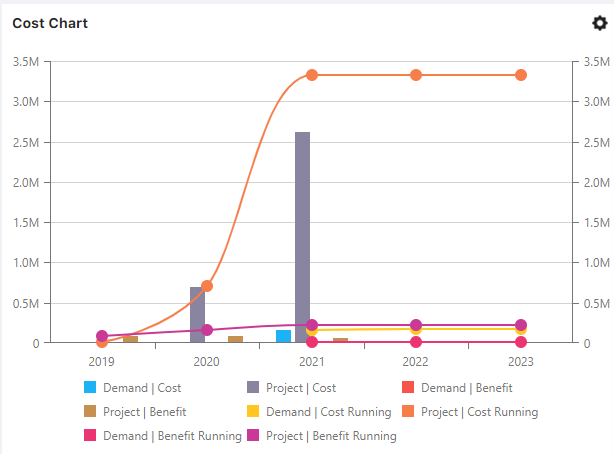 Cost Chart
3.5M 3.5M
3.0M 3.0M
2.5M 2.5M
2.0M 2.0M
1.5M 1.5M
1.0M 1.0M
0.5M 0.5M
0 0
2019 2020 2021 2022 2023
Demand | Cost Project | Cost Demand | Benefit
Project | Benefit Demand | Cost Running Project | Cost Running
Demand | Benefit Running Project | Benefit Running